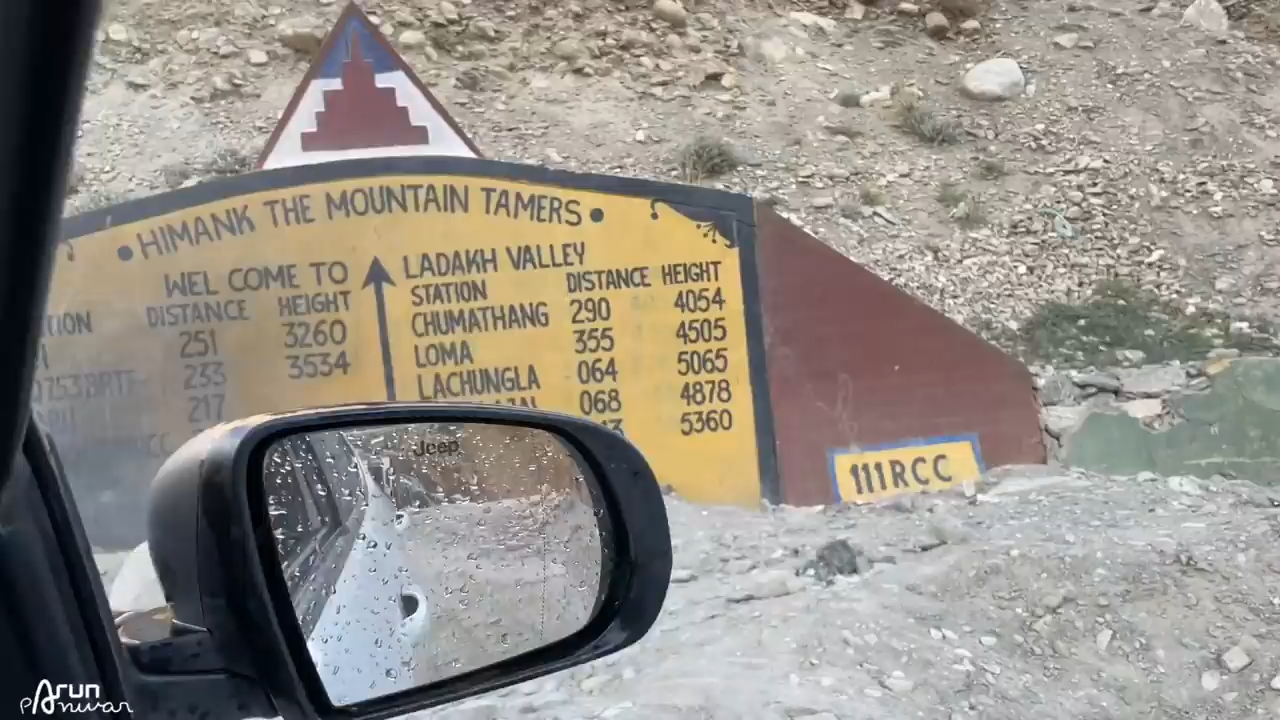 HIMANK THE MOUNTAIN TAMERS
WEL COME TO
DISTANCE HEIGHT
251 3260
233 3534
217
LADAKH VALLEY
STATION DISTANCE HEIGHT
CHUMATHANG 290 4054
LOMA 355 4505
LACHUNGLA 064 5065
068 4878
5360
111RCC
Jeep
Arun
Panwar